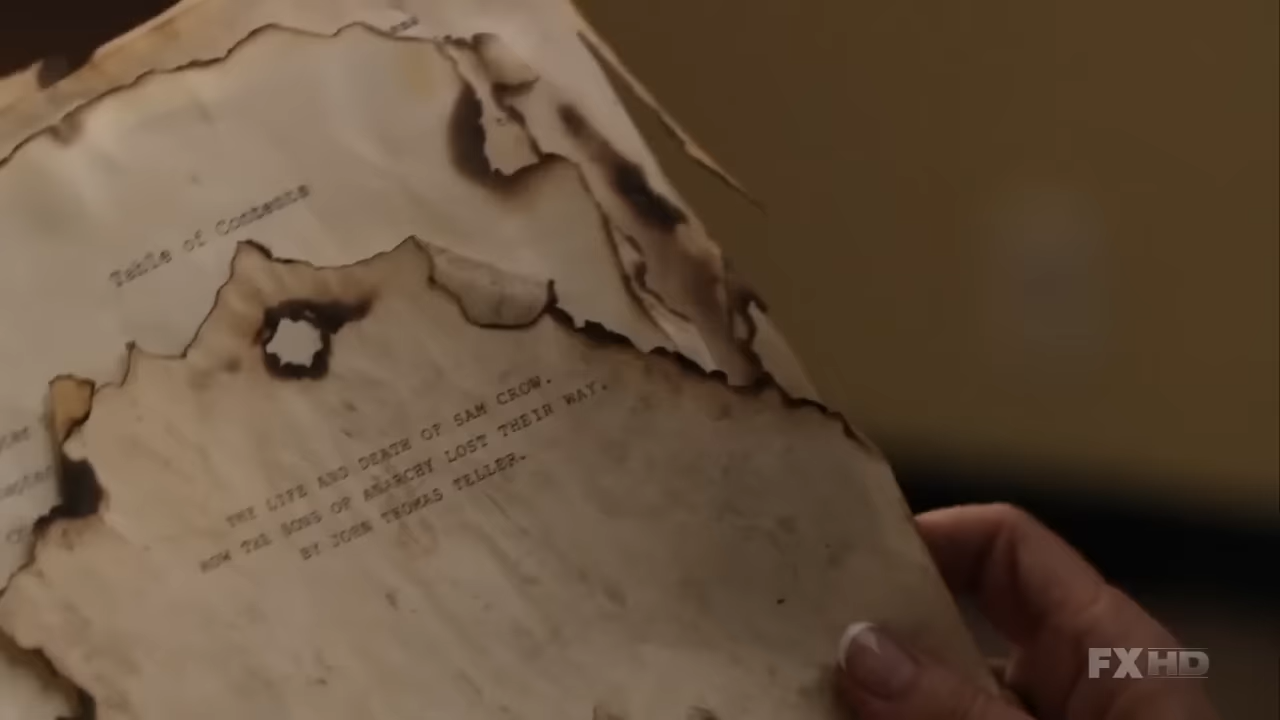 Table of Contents
THE LIFE AND DEATH OF SAM CROW.
HOW THE SONS OF ANARCHY LOST THEIR WAY.
BY JOHN THOMAS TELLER.
FXHD